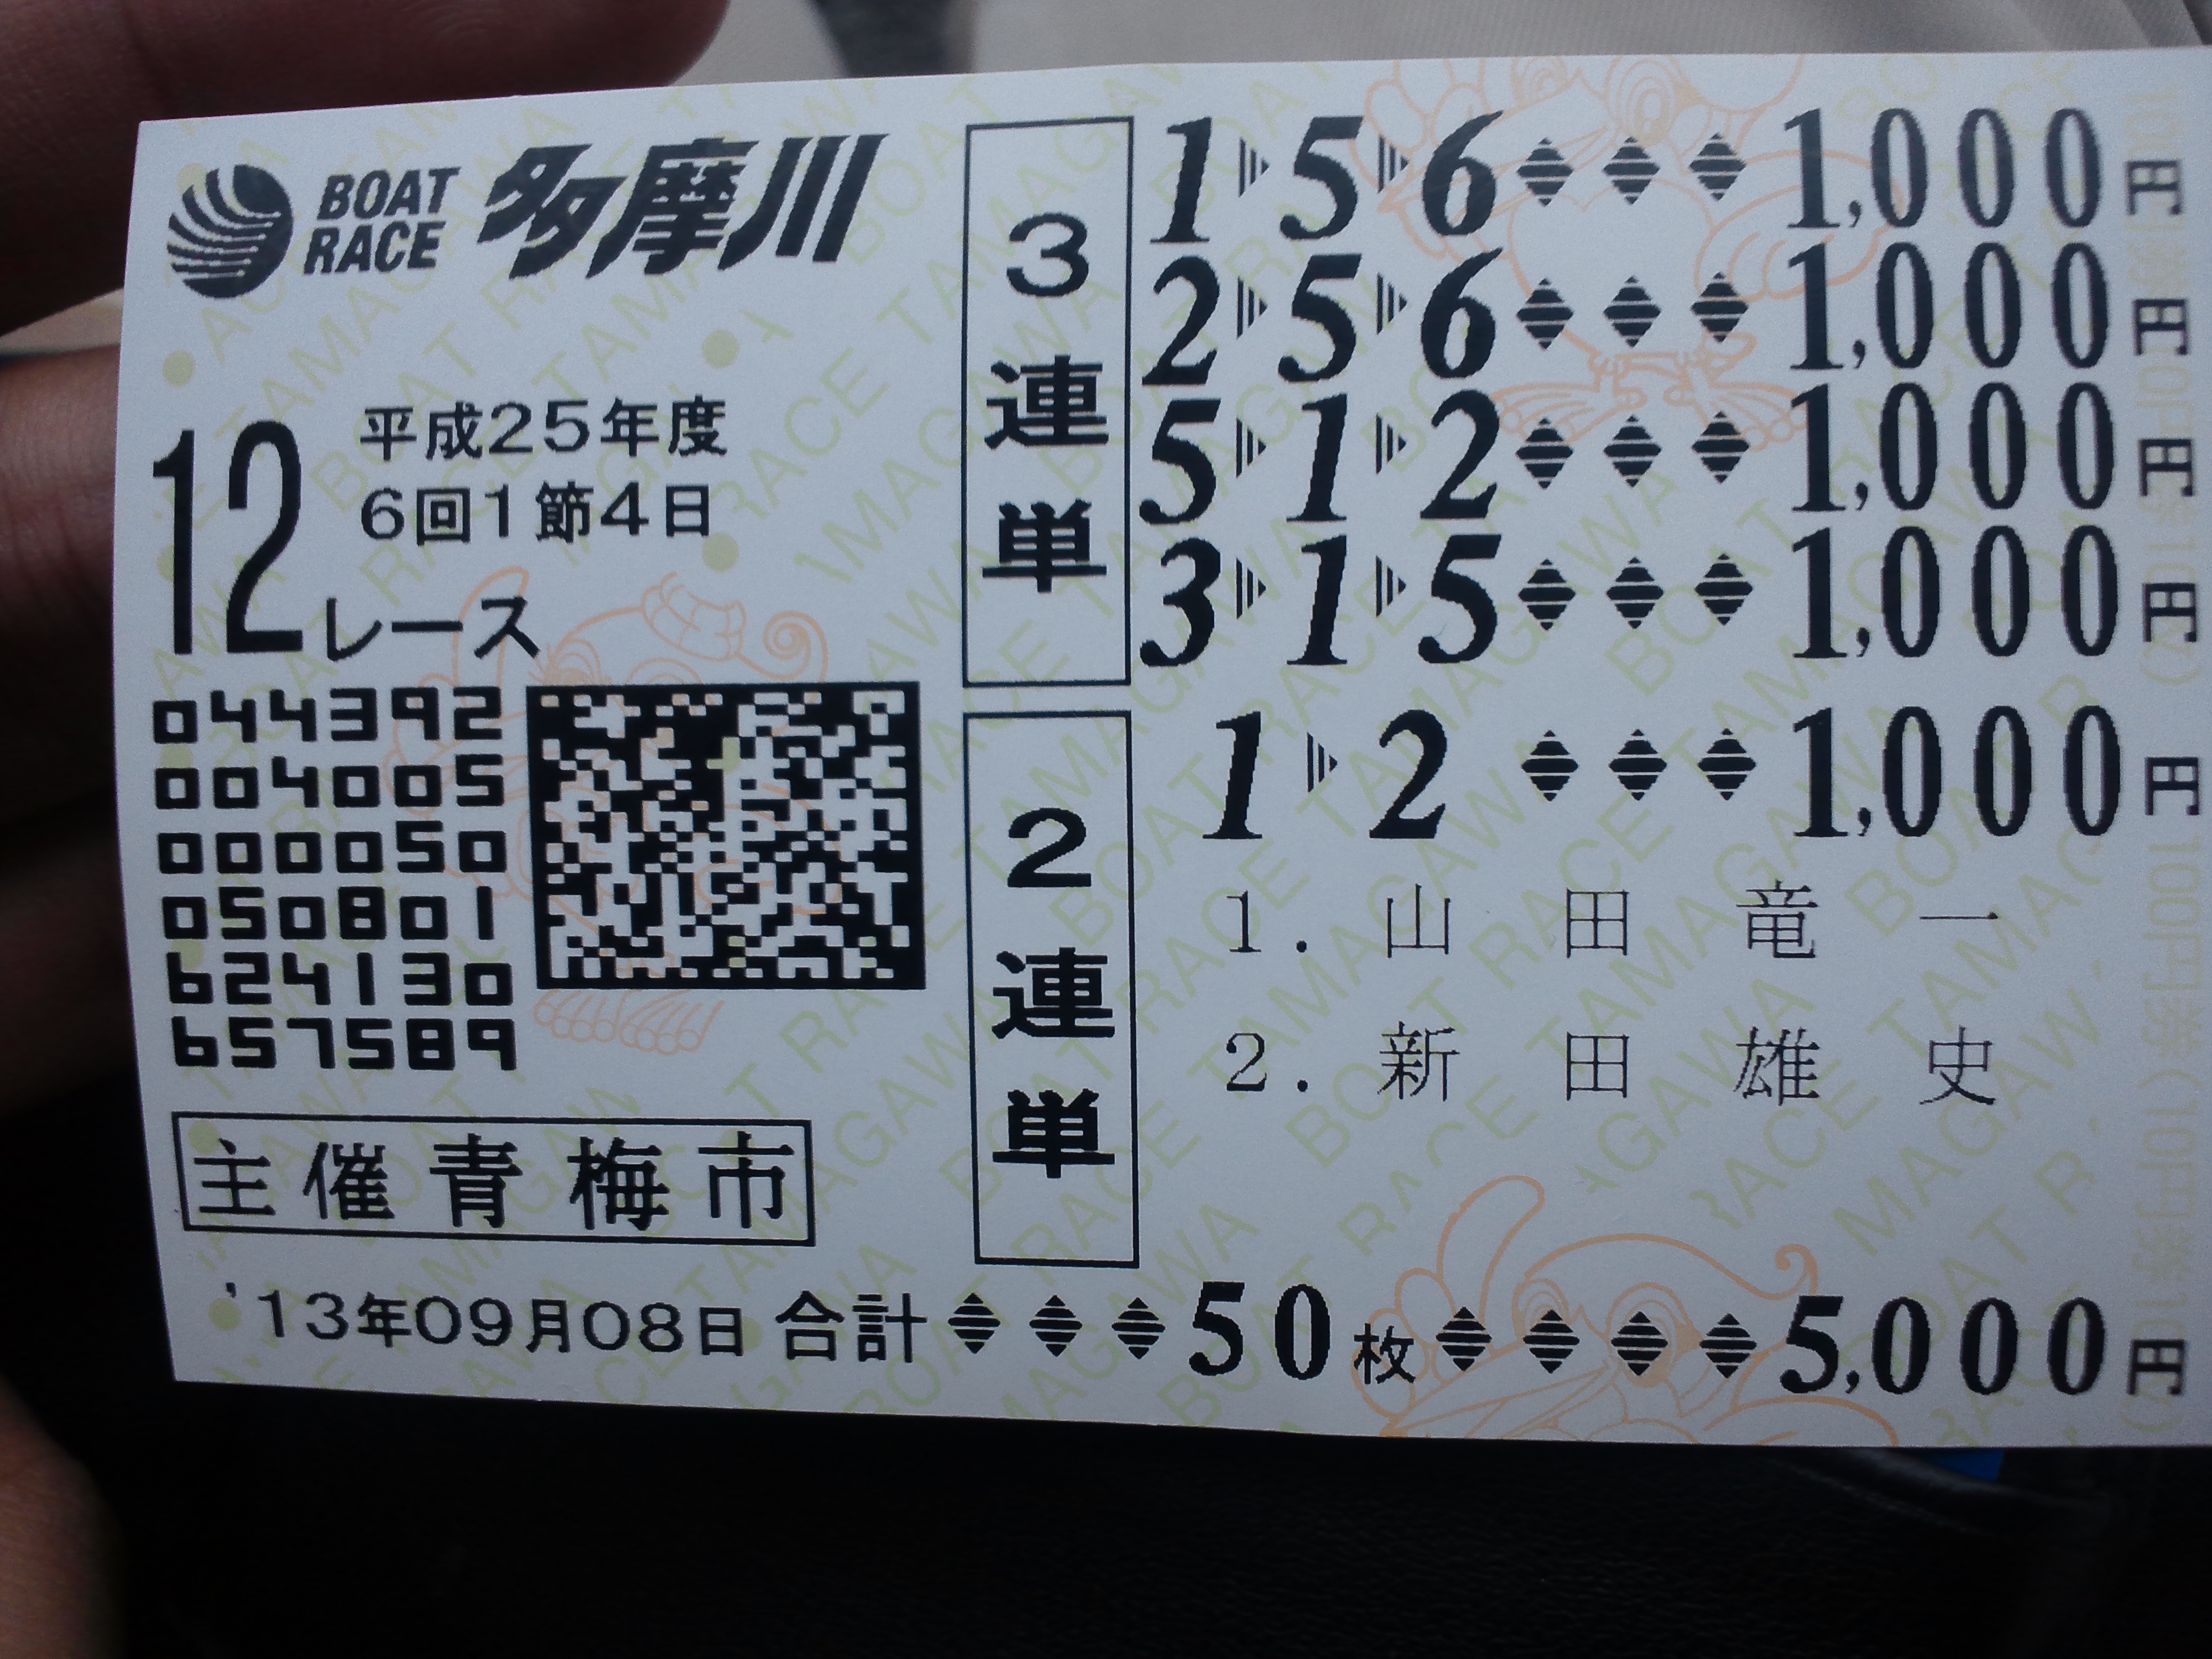 BOAT RACE 多摩川
平成25年度
6回1節4日
12レース
044392
004005
000050
050801
624130
657589
主催青梅市
3連単
1▶5▶6◆◆◆1,000円
2▶5▶6◆◆◆1,000円
5▶1▶2◆◆◆1,000円
3▶1▶5◆◆◆1,000円
2連単
1▶2◆◆◆1,000円
1. 山田竜一
2. 新田雄史
'13年09月08日 合計◆◆◆50枚◆◆◆◆5,000円